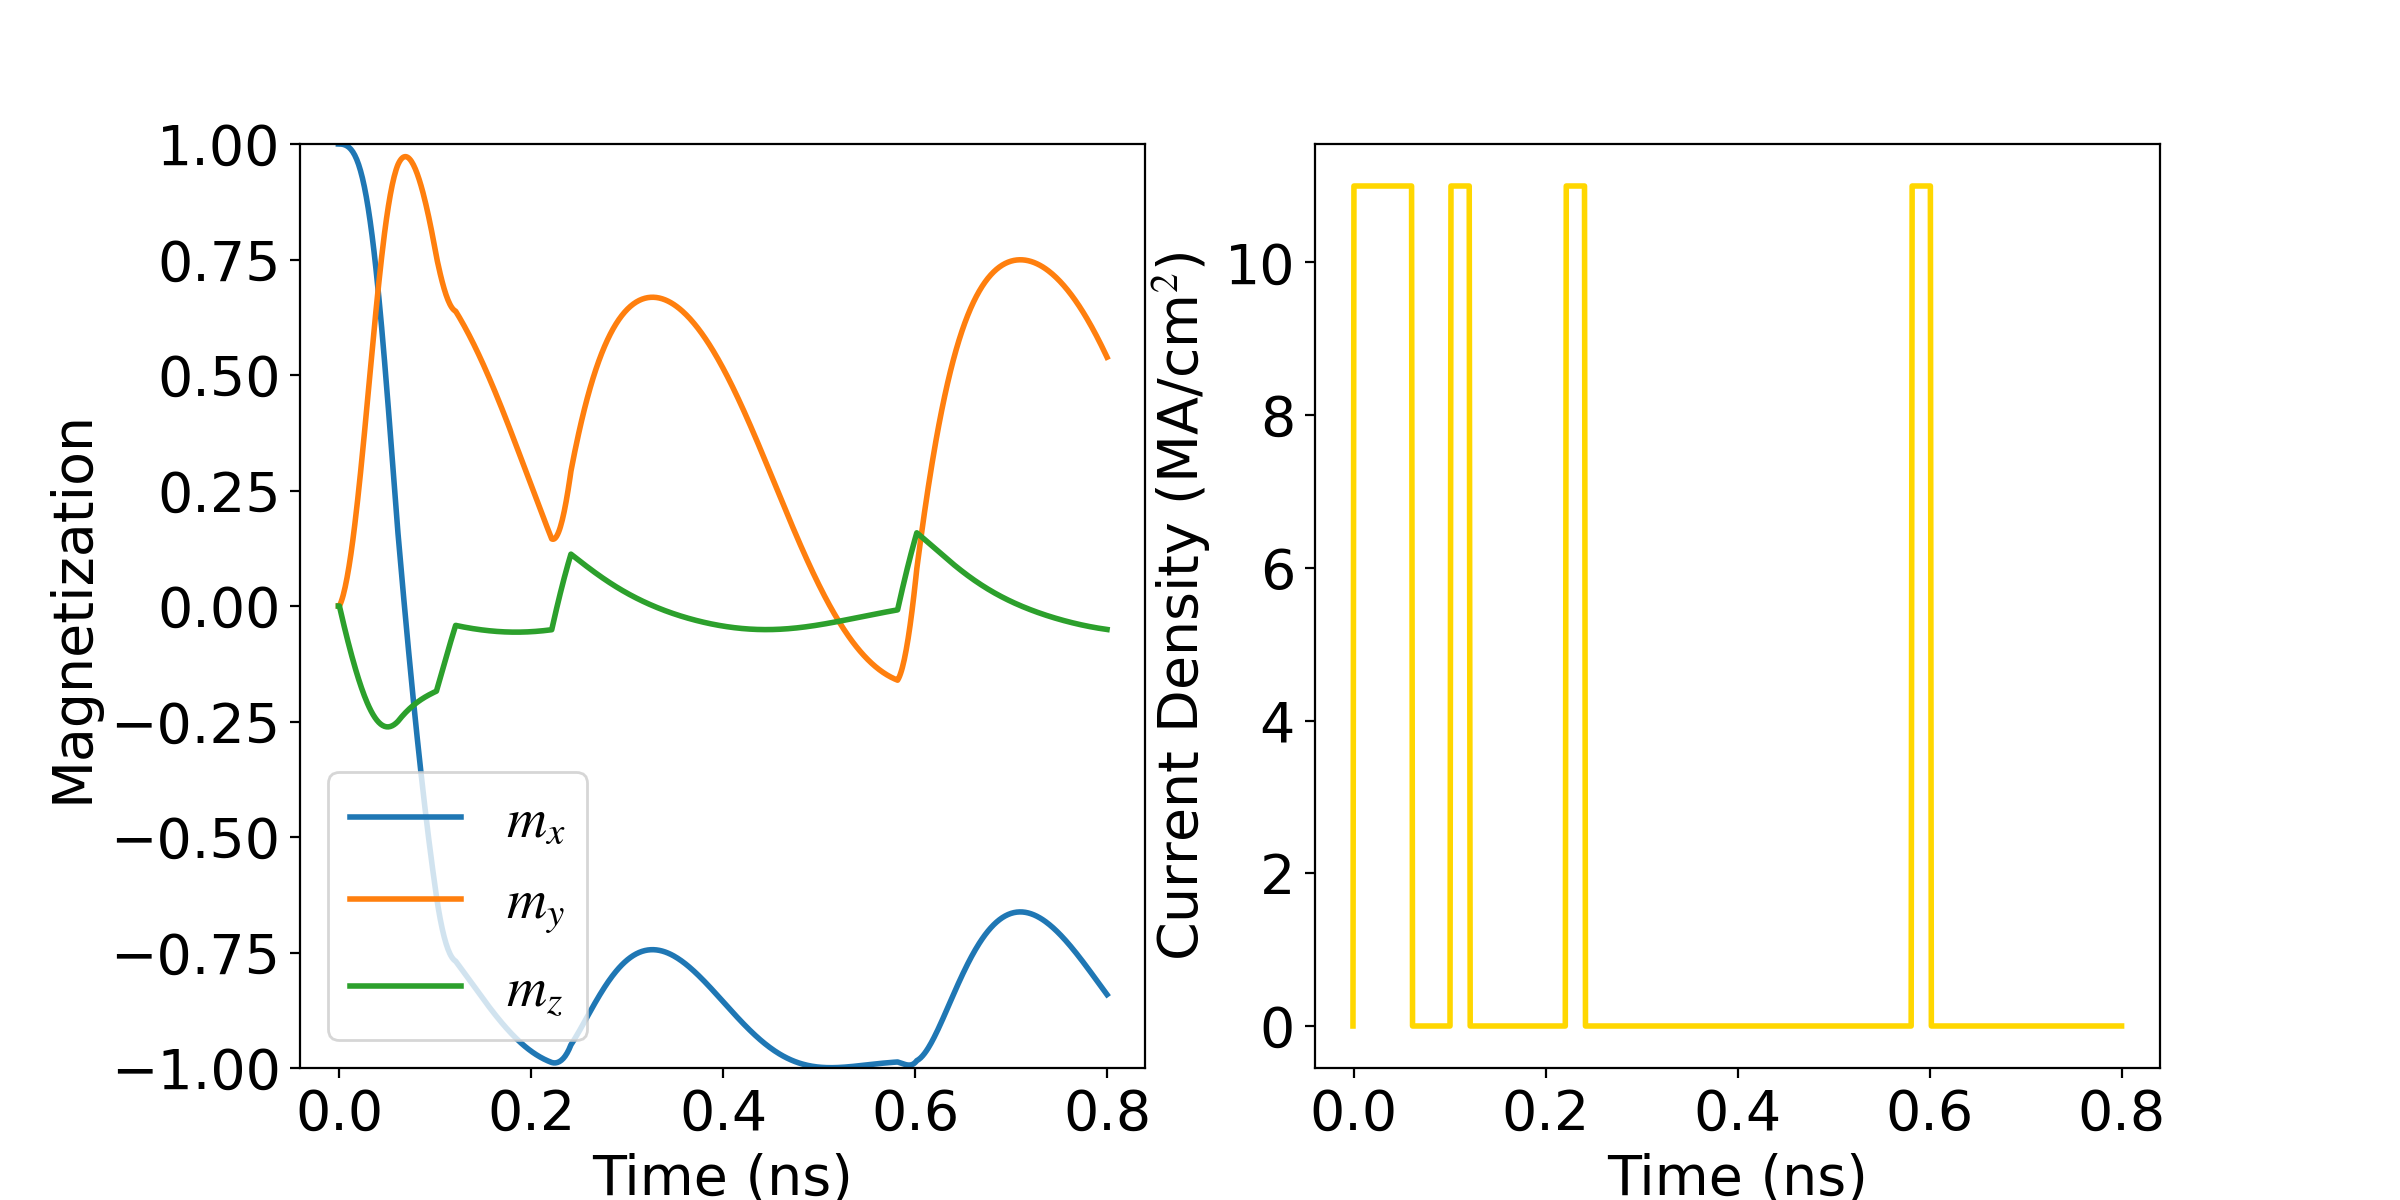 Magnetization
1.00
0.75
0.50
0.25
0.00
−0.25
−0.50
−0.75
−1.00
0.0 0.2 0.4 0.6 0.8
Time (ns)
m_x
m_y
m_z
Current Density (MA/cm²)
10
8
6
4
2
0
0.0 0.2 0.4 0.6 0.8
Time (ns)